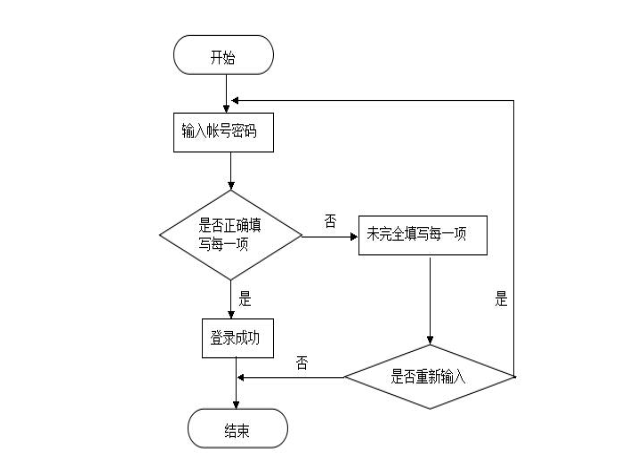 开始
输入帐号密码
是否正确填
写每一项
否
未完全填写每一项
是
是
登录成功
否
是否重新输入
结束